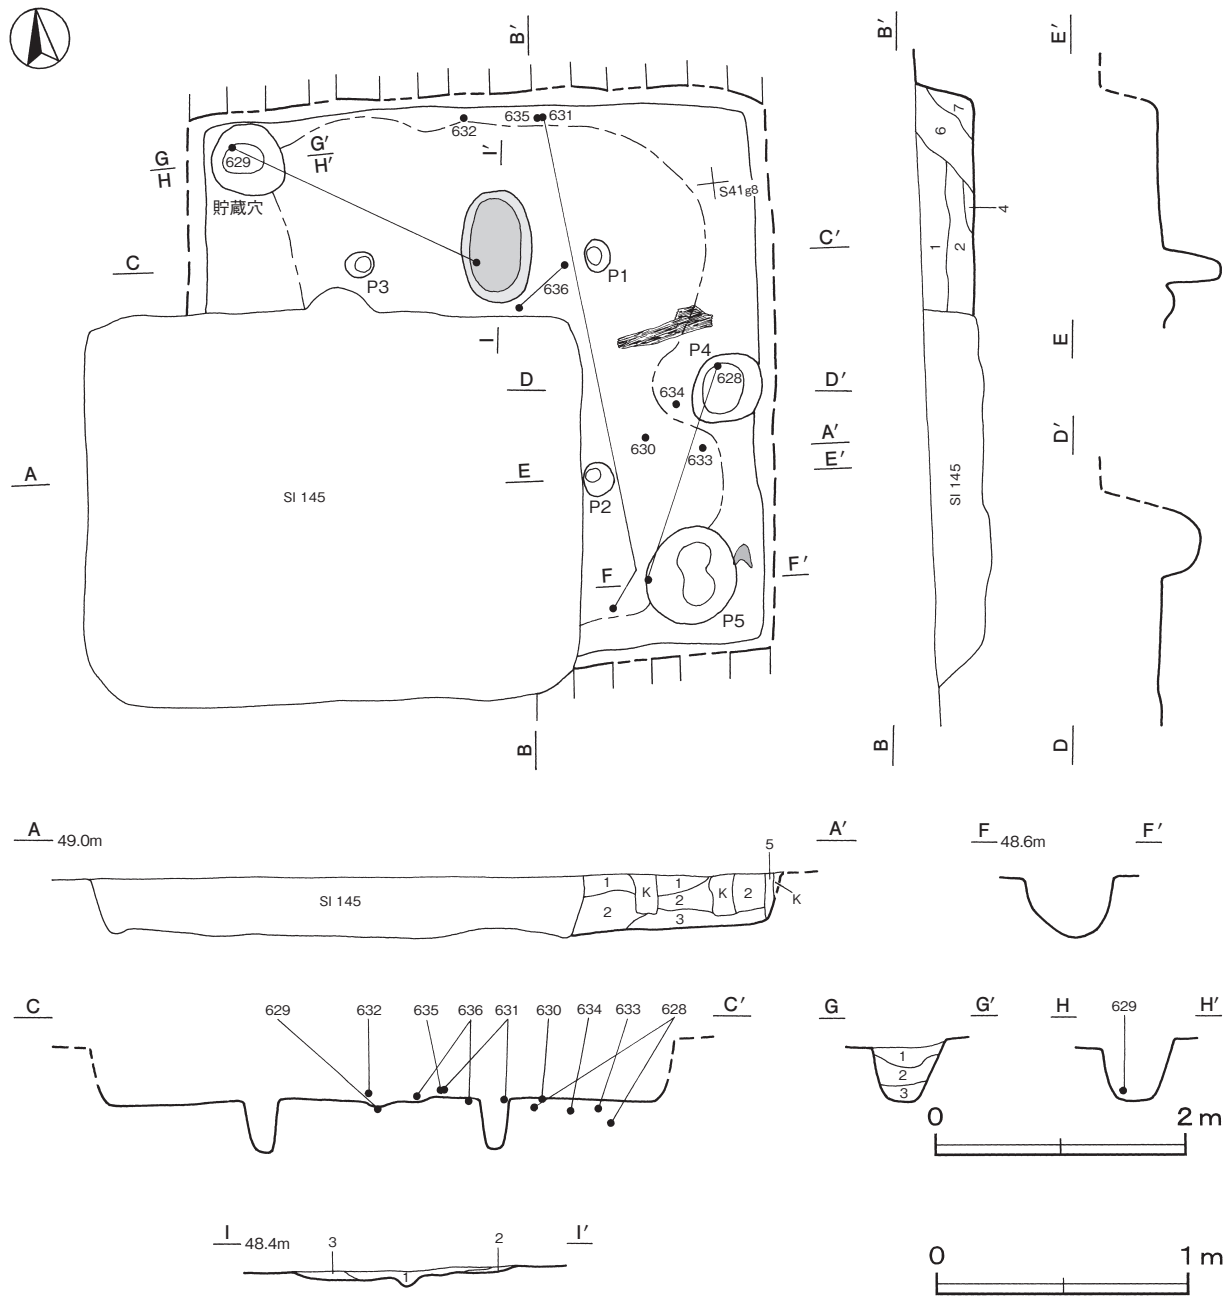 B′
B′
E′
635 631
632
G
H
G′
H′
I′
629
S41g8
貯蔵穴
6
7
4
1
2
C
C′
P3
P1
636
I
P4
E
D
628
D′
634
A′
D′
630
633
E′
A
E
SI 145
P2
SI 145
F
F′
P5
B
B
D
A 49.0m
A′
F 48.6m
F′
5
SI 145
1
K
1
2
K
2
2
3
K
C
C′
629
632
635
636
631
630
634
633
628
G
G′
H
629
H′
1
2
3
0
2 m
I 48.4m
I′
3
2
1
0
1 m